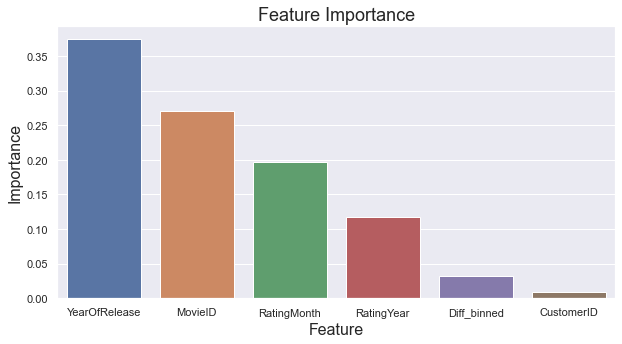 Feature Importance
Importance
0.35
0.30
0.25
0.20
0.15
0.10
0.05
0.00
YearOfRelease MovieID RatingMonth RatingYear Diff_binned CustomerID
Feature